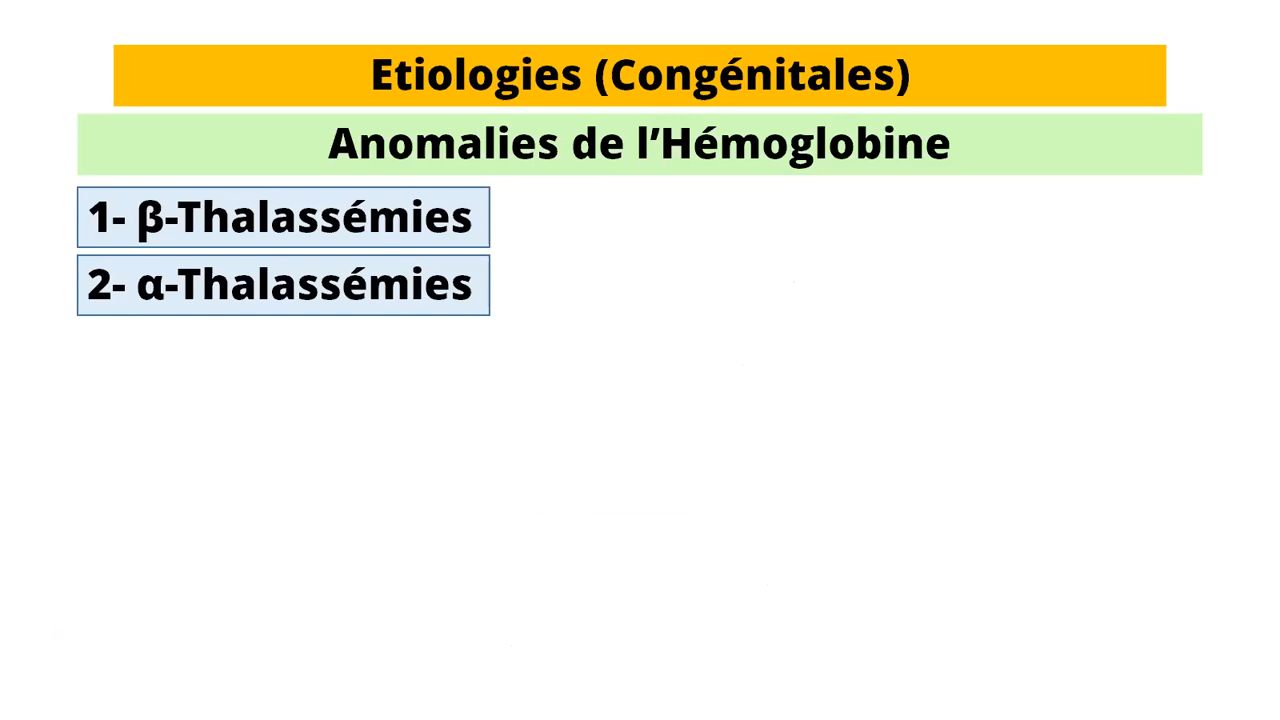 Etiologies (Congénitales)
Anomalies de l’Hémoglobine
1- β-Thalassémies
2- α-Thalassémies